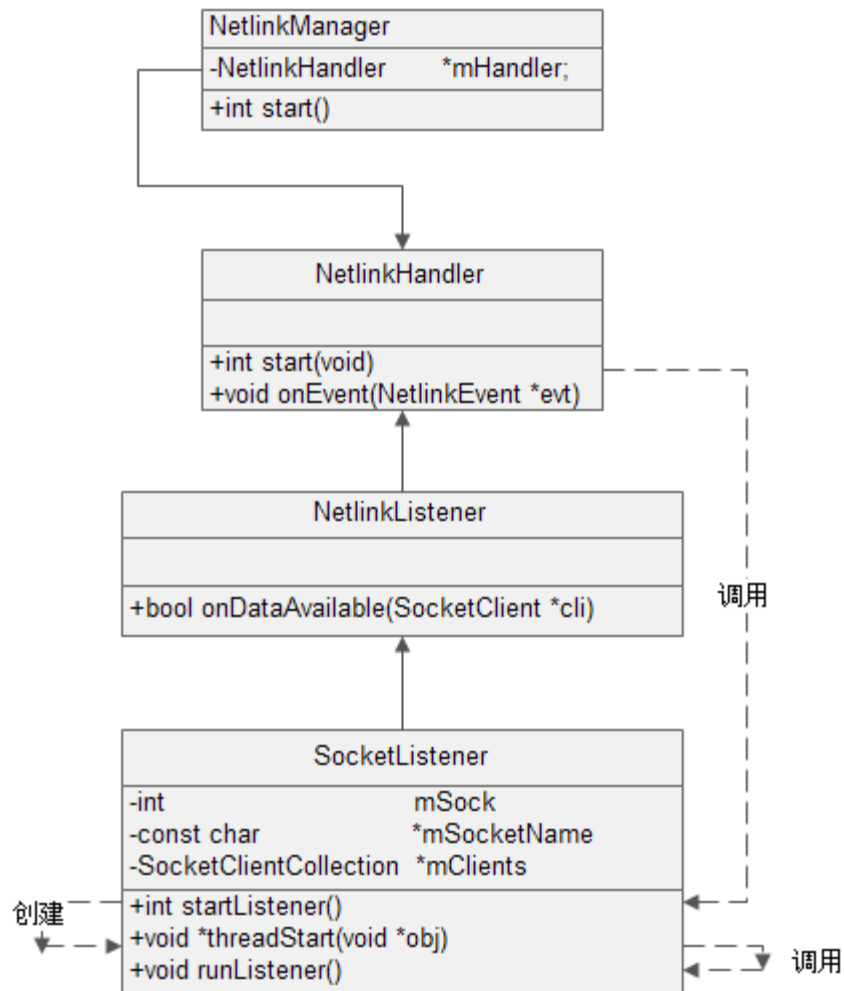 NetlinkManager
-NetlinkHandler *mHandler;
+int start()
NetlinkHandler
+int start(void)
+void onEvent(NetlinkEvent *evt)
NetlinkListener
+bool onDataAvailable(SocketClient *cli)
调用
SocketListener
-int mSock
-const char *mSocketName
-SocketClientCollection *mClients
创建
+int startListener()
+void *threadStart(void *obj)
+void runListener()
调用